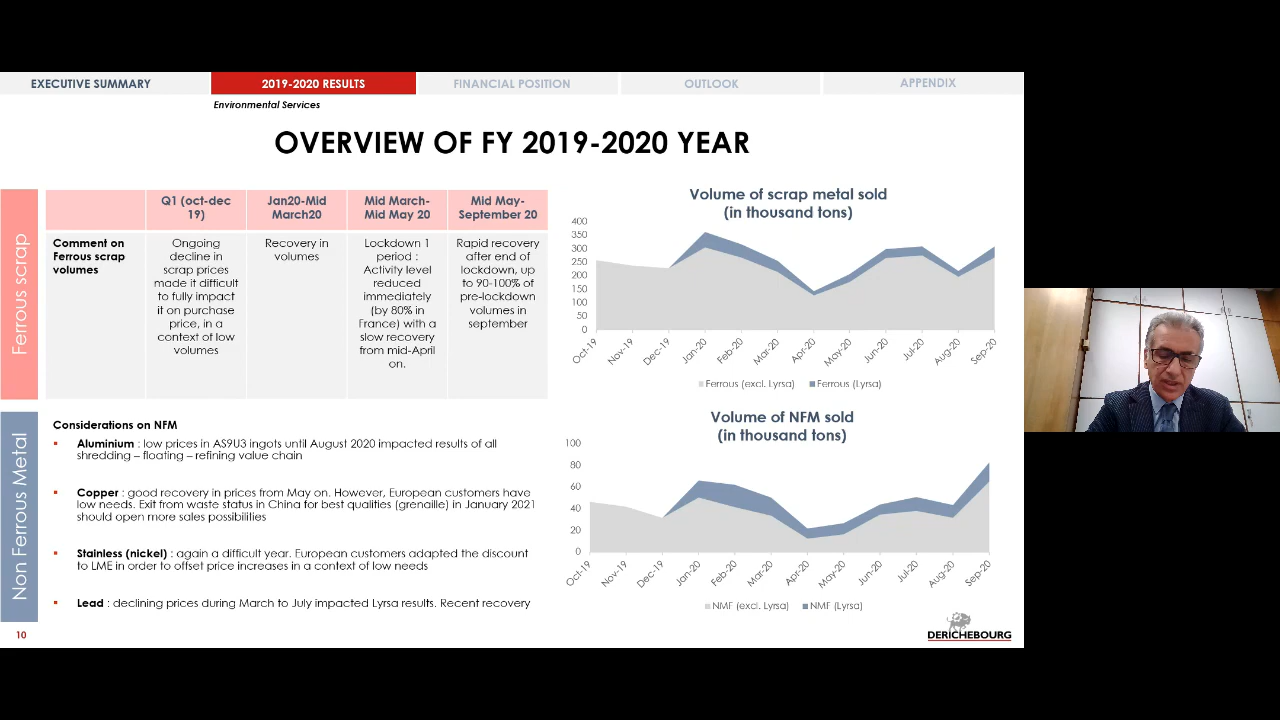 EXECUTIVE SUMMARY
2019-2020 RESULTS
FINANCIAL POSITION
OUTLOOK
APPENDIX
Environmental Services
OVERVIEW OF FY 2019-2020 YEAR
Ferrous scrap
Q1 (oct-dec
19)
Jan20-Mid
March20
Mid March-
Mid May 20
Mid May-
September 20
Comment on
Ferrous scrap
volumes
Ongoing
decline in
scrap prices
made it difficult
to fully impact
it on purchase
price, in a
context of low
volumes
Recovery in
volumes
Lockdown 1
period :
Activity level
reduced
immediately
(by 80% in
France) with a
slow recovery
from mid-April
on.
Rapid recovery
after end of
lockdown, up
to 90-100% of
pre-lockdown
volumes in
september
Volume of scrap metal sold
(in thousand tons)
400
350
300
250
200
150
100
50
0
Oct-19
Nov-19
Dec-19
Jan-20
Feb-20
Mar-20
Apr-20
May-20
Jun-20
Jul-20
Aug-20
Sep-20
Ferrous (excl. Lyrsa)
Ferrous (Lyrsa)
Non Ferrous Metal
Considerations on NFM
▪ Aluminium : low prices in AS9U3 ingots until August 2020 impacted results of all
shredding – floating – refining value chain
▪ Copper : good recovery in prices from May on. However, European customers have
low needs. Exit from waste status in China for best qualities (grenaille) in January 2021
should open more sales possibilities
▪ Stainless (nickel) : again a difficult year. European customers adapted the discount
to LME in order to offset price increases in a context of low needs
▪ Lead : declining prices during March to July impacted Lyrsa results. Recent recovery
Volume of NFM sold
(in thousand tons)
100
80
60
40
20
0
Oct-19
Nov-19
Dec-19
Jan-20
Feb-20
Mar-20
Apr-20
May-20
Jun-20
Jul-20
Aug-20
Sep-20
NMF (excl. Lyrsa)
NMF (Lyrsa)
10
DERICHEBOURG